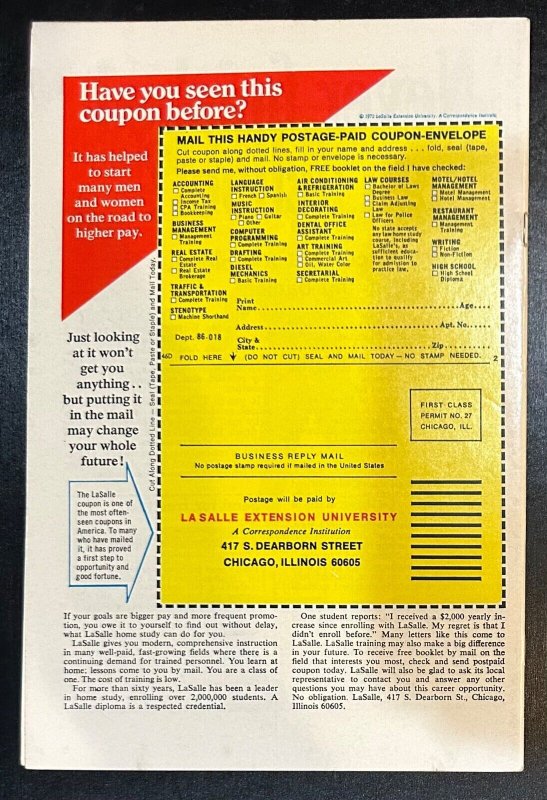 Have you seen this
coupon before?
© 1973 LaSalle Extension University. A Correspondence Institution
It has helped
to start
many men
and women
on the road to
higher pay.
Just looking
at it won't
get you
anything..
but putting it
in the mail
may change
your whole
future!
The LaSalle
coupon is one of
the most often-
seen coupons in
America. To many
who have mailed
it, it has proved
a first step to
opportunity and
good fortune.
Cut Along Dotted Line — Seal (Tape, Paste or Staple) and Mail Today.
MAIL THIS HANDY POSTAGE-PAID COUPON-ENVELOPE
Cut coupon along dotted lines, fill in your name and address . . . fold, seal (tape,
paste or staple) and mail. No stamp or envelope is necessary.
Please send me, without obligation, FREE booklet on the field I have checked:
ACCOUNTING
□ Complete
Accounting
□ Income Tax
□ CPA Training
□ Bookkeeping
BUSINESS
MANAGEMENT
□ Management
Training
REAL ESTATE
□ Complete Real
Estate
□ Real Estate
Brokerage
TRAFFIC &
TRANSPORTATION
□ Complete Training
STENOTYPE
□ Machine Shorthand
LANGUAGE
INSTRUCTION
□ French □ Spanish
MUSIC
INSTRUCTION
□ Piano □ Guitar
□ Other
COMPUTER
PROGRAMMING
□ Complete Training
DRAFTING
□ Complete Training
DIESEL
MECHANICS
□ Basic Training
AIR CONDITIONING
& REFRIGERATION
□ Basic Training
INTERIOR
DECORATING
□ Complete Training
DENTAL OFFICE
ASSISTANT
□ Complete Training
ART TRAINING
□ Complete Training
□ Commercial Art
□ Oil, Water Color
SECRETARIAL
□ Complete Training
LAW COURSES
□ Bachelor of Laws
Degree
□ Business Law
□ Claim Adjusting
Law
□ Law for Police
Officers
No state accepts
any law home study
course, including
LaSalle's, as
sufficient educa-
tion to qualify
for admission to
practice law.
MOTEL/HOTEL
MANAGEMENT
□ Motel Management
□ Hotel Management
RESTAURANT
MANAGEMENT
□ Management
Training
WRITING
□ Fiction
□ Non-Fiction
HIGH SCHOOL
□ High School
Diploma
Print
Name Age
Address Apt. No.
Dept. 86-018
City &
State Zip
46D FOLD HERE (DO NOT CUT) SEAL AND MAIL TODAY—NO STAMP NEEDED. 2
FIRST CLASS
PERMIT NO. 27
CHICAGO, ILL.
BUSINESS REPLY MAIL
No postage stamp required if mailed in the United States
Postage will be paid by
LA SALLE EXTENSION UNIVERSITY
A Correspondence Institution
417 S. DEARBORN STREET
CHICAGO, ILLINOIS 60605
If your goals are bigger pay and more frequent promo-
tion, you owe it to yourself to find out without delay,
what LaSalle home study can do for you.
LaSalle gives you modern, comprehensive instruction
in many well-paid, fast-growing fields where there is a
continuing demand for trained personnel. You learn at
home; lessons come to you by mail. You are a class of
one. The cost of training is low.
For more than sixty years, LaSalle has been a leader
in home study, enrolling over 2,000,000 students. A
LaSalle diploma is a respected credential.
One student reports: "I received a $2,000 yearly in-
crease since enrolling with LaSalle. My regret is that I
didn't enroll before." Many letters like this come to
LaSalle. LaSalle training may also make a big difference
in your future. To receive free booklet by mail on the
field that interests you most, check and send postpaid
coupon today. LaSalle will also be glad to ask its local
representative to contact you and answer any other
questions you may have about this career opportunity.
No obligation. LaSalle, 417 S. Dearborn St., Chicago,
Illinois 60605.